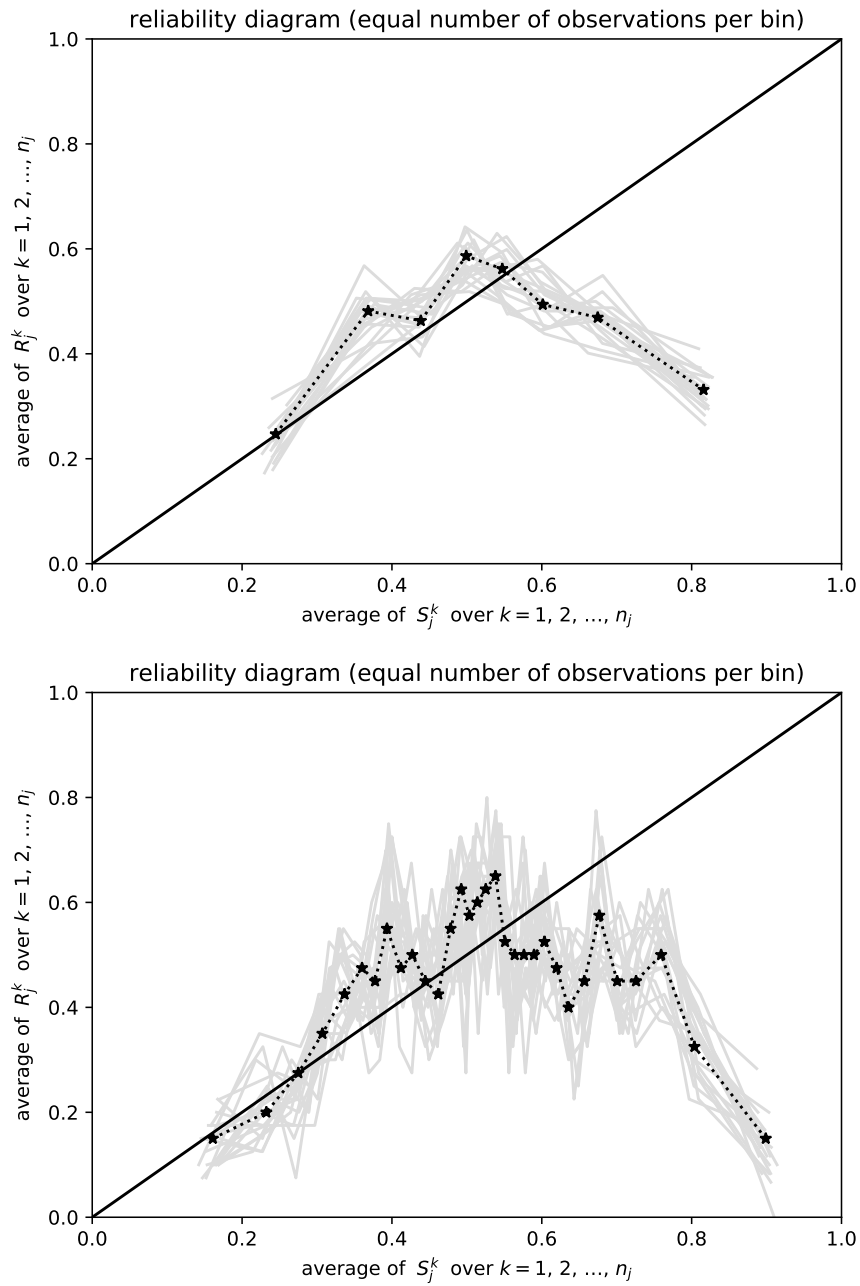 reliability diagram (equal number of observations per bin)
1.0
0.8
0.6
0.4
0.2
0.0
average of R_j^k over k = 1, 2, ..., n_j
0.0 0.2 0.4 0.6 0.8 1.0
average of S_j^k over k = 1, 2, ..., n_j
reliability diagram (equal number of observations per bin)
1.0
0.8
0.6
0.4
0.2
0.0
average of R_j^k over k = 1, 2, ..., n_j
0.0 0.2 0.4 0.6 0.8 1.0
average of S_j^k over k = 1, 2, ..., n_j